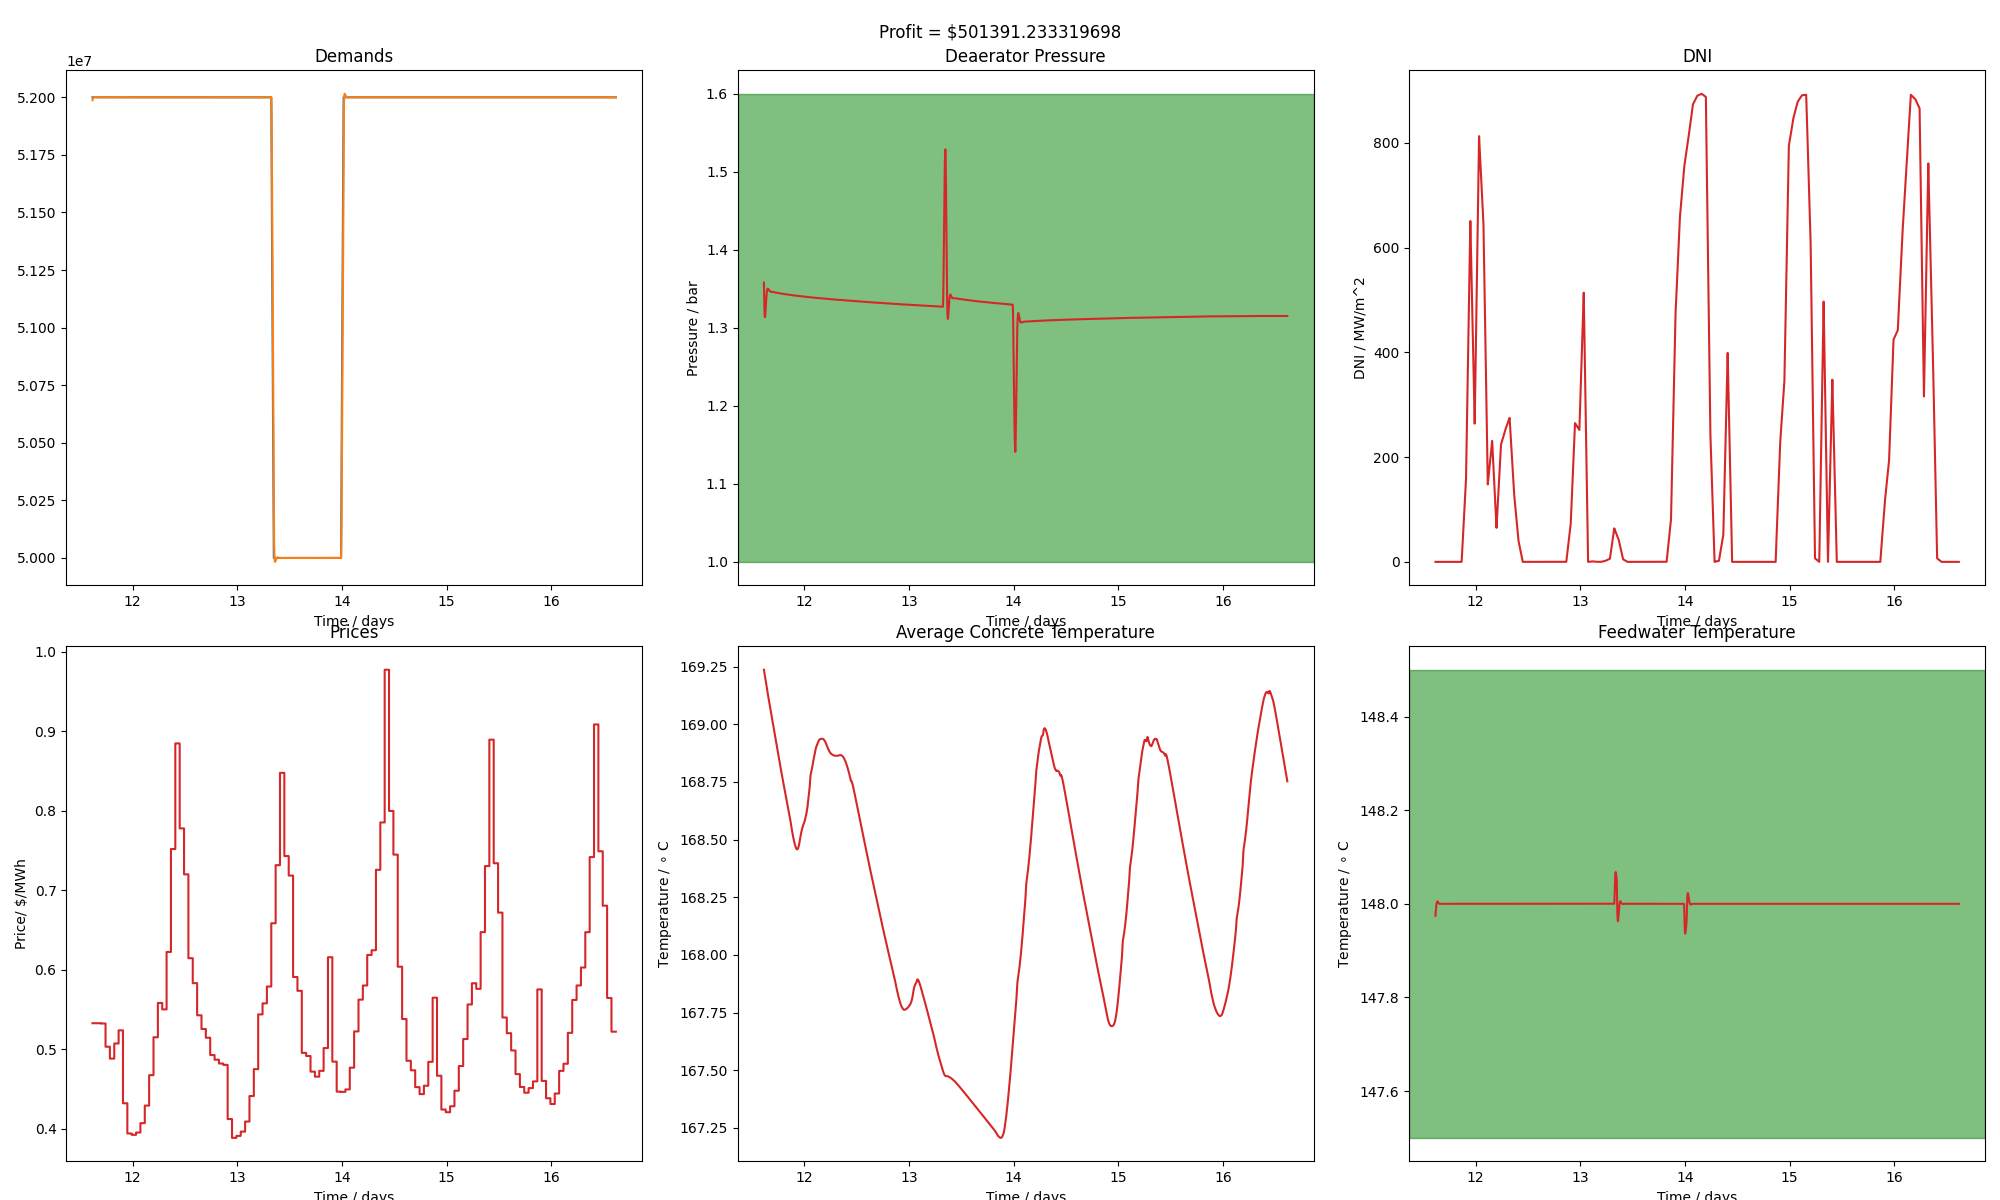 Profit = $501391.233319698
Demands
1e7
5.200
5.175
5.150
5.125
5.100
5.075
5.050
5.025
5.000
12 13 14 15 16
Time / days
Deaerator Pressure
Pressure / bar
1.6
1.5
1.4
1.3
1.2
1.1
1.0
12 13 14 15 16
Time / days
DNI
DNI / MW/m^2
800
600
400
200
0
12 13 14 15 16
Time / days
Prices
Price/ $/MWh
1.0
0.9
0.8
0.7
0.6
0.5
0.4
12 13 14 15 16
Time / days
Average Concrete Temperature
Temperature / ∘ C
169.25
169.00
168.75
168.50
168.25
168.00
167.75
167.50
167.25
12 13 14 15 16
Time / days
Feedwater Temperature
Temperature / ∘ C
148.4
148.2
148.0
147.8
147.6
12 13 14 15 16
Time / days